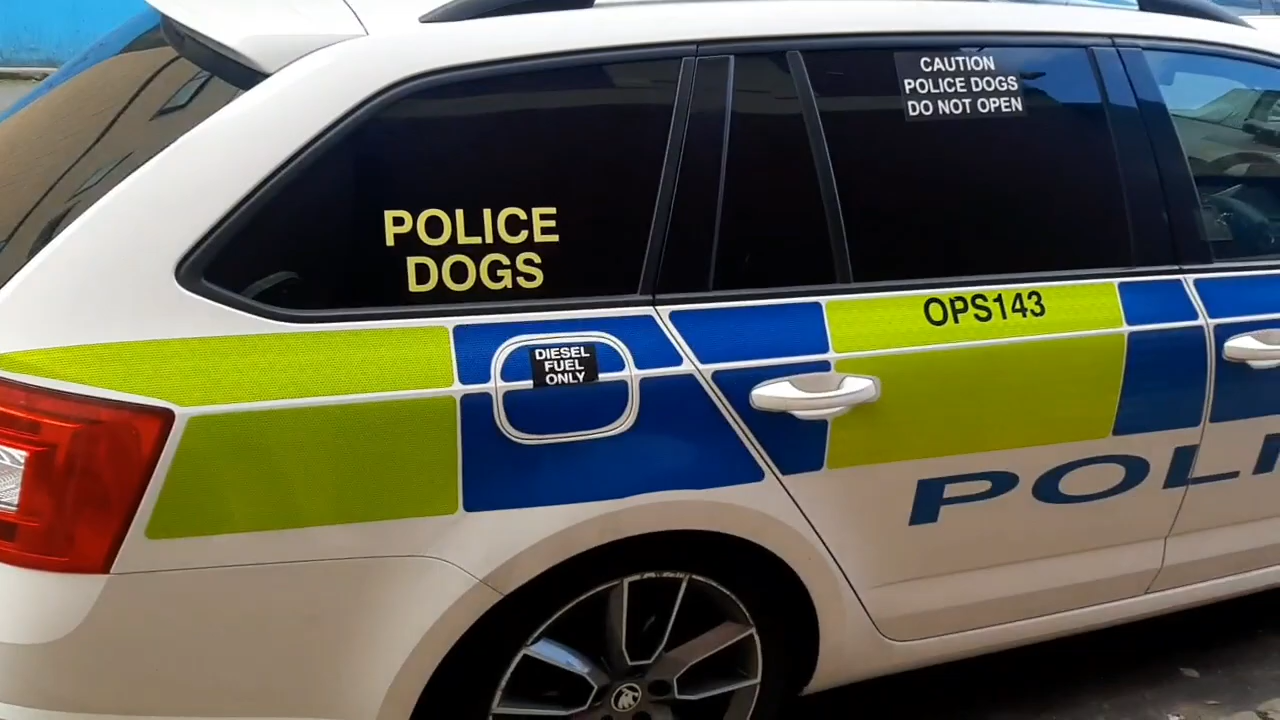 CAUTION
POLICE DOGS
DO NOT OPEN
POLICE
DOGS
OPS143
DIESEL
FUEL
ONLY
POLI